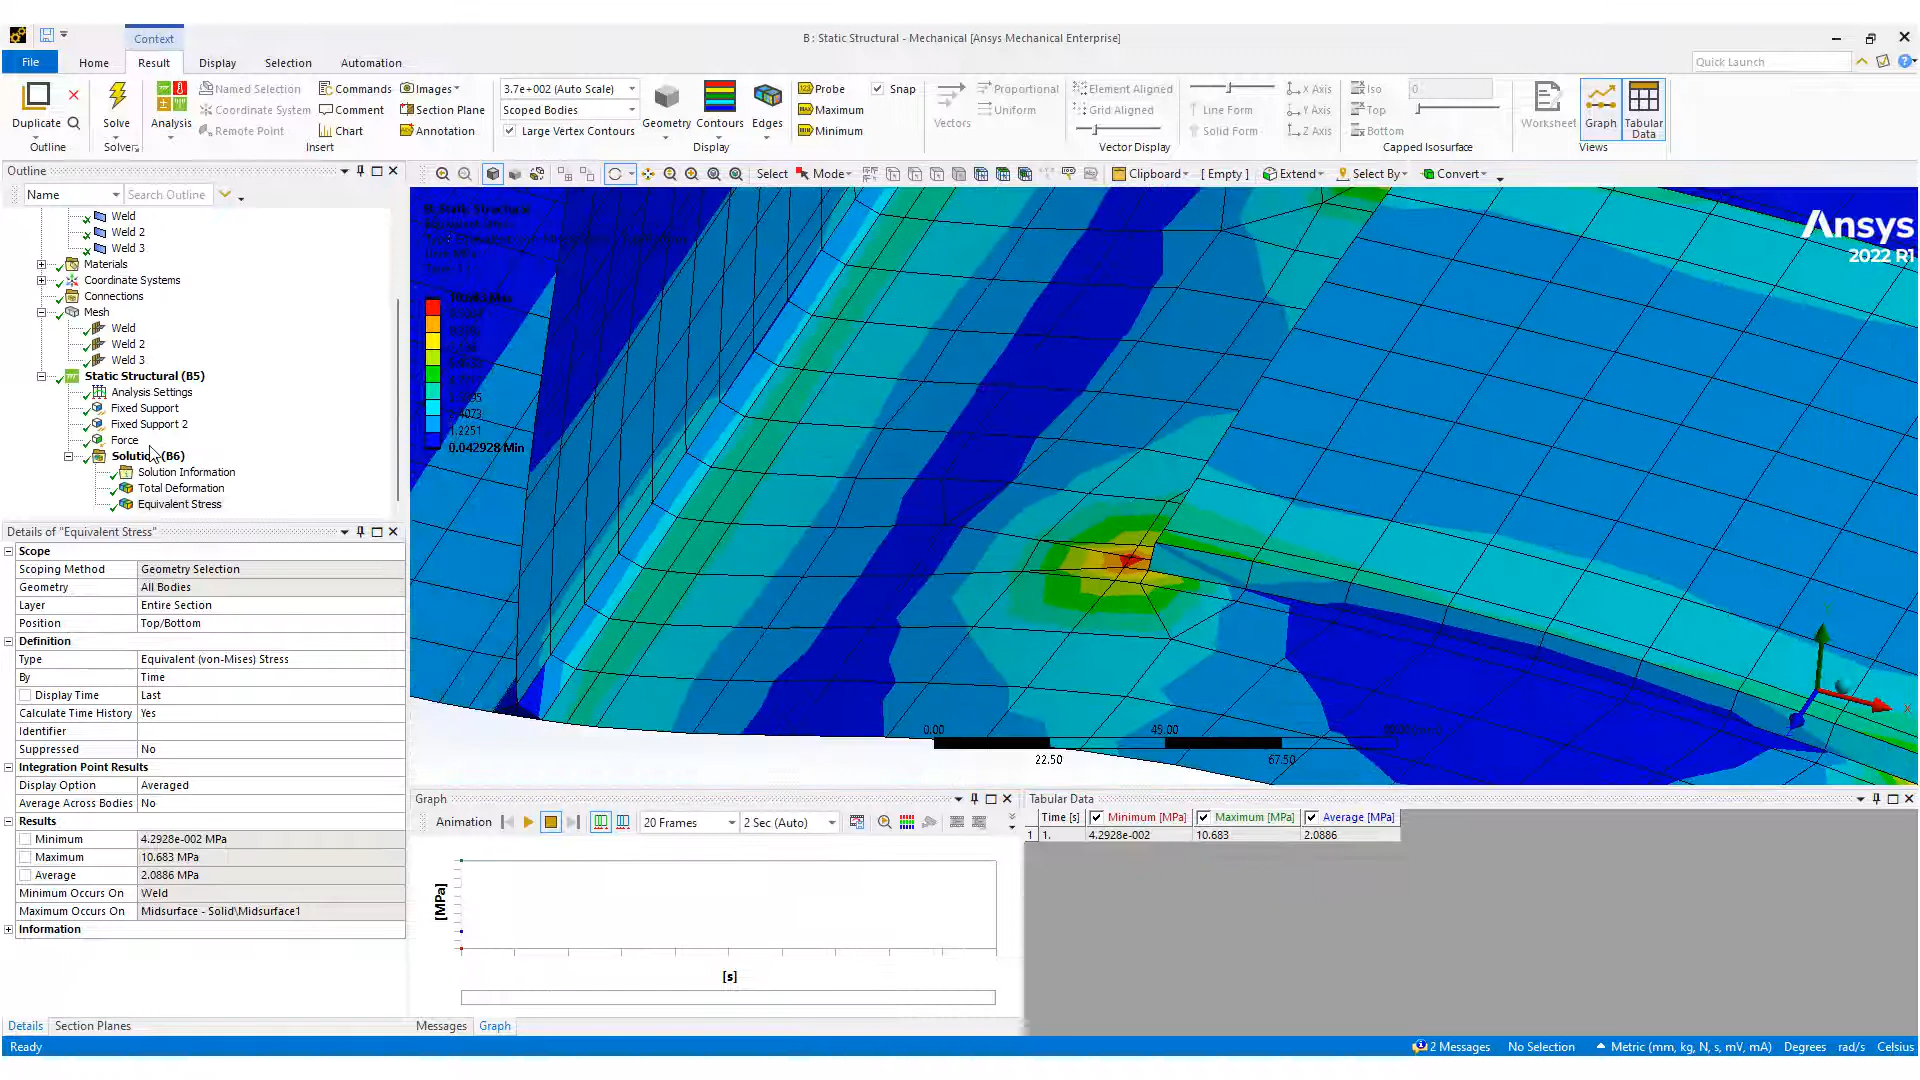 Context
B : Static Structural - Mechanical [Ansys Mechanical Enterprise]
File
Home
Result
Display
Selection
Automation
Quick Launch
Duplicate
Outline
Solve
Solver
Analysis
Named Selection
Coordinate System
Remote Point
Commands
Comment
Chart
Images
Section Plane
Annotation
Insert
3.7e+002 (Auto Scale)
Scoped Bodies
Large Vertex Contours
Geometry
Contours
Edges
Display
Probe
Maximum
Minimum
Snap
Vectors
Proportional
Uniform
Element Aligned
Grid Aligned
Line Form
Solid Form
X Axis
Y Axis
Z Axis
Vector Display
Iso
Top
Bottom
0
Capped Isosurface
Worksheet
Graph
Tabular
Data
Views
Outline
Name
Search Outline
Select
Mode
Clipboard
[ Empty ]
Extend
Select By
Convert
Weld
Weld 2
Weld 3
Materials
Coordinate Systems
Connections
Mesh
Weld
Weld 2
Weld 3
Static Structural (B5)
Analysis Settings
Fixed Support
Fixed Support 2
Force
Solution (B6)
Solution Information
Total Deformation
Equivalent Stress
B: Static Structural
1.2251
0.042928 Min
Ansys
2022 R1
0.00
45.00
22.50
67.50
X
Details of "Equivalent Stress"
Scope
Scoping Method Geometry Selection
Geometry All Bodies
Layer Entire Section
Position Top/Bottom
Definition
Type Equivalent (von-Mises) Stress
By Time
Display Time Last
Calculate Time History Yes
Identifier
Suppressed No
Integration Point Results
Display Option Averaged
Average Across Bodies No
Results
Minimum 4.2928e-002 MPa
Maximum 10.683 MPa
Average 2.0886 MPa
Minimum Occurs On Weld
Maximum Occurs On Midsurface - Solid\Midsurface1
Information
Details
Section Planes
Graph
Animation
20 Frames
2 Sec (Auto)
[MPa]
[s]
Messages
Graph
Tabular Data
Time [s] Minimum [MPa] Maximum [MPa] Average [MPa]
1 1. 4.2928e-002 10.683 2.0886
Ready
2 Messages
No Selection
Metric (mm, kg, N, s, mV, mA)
Degrees
rad/s
Celsius